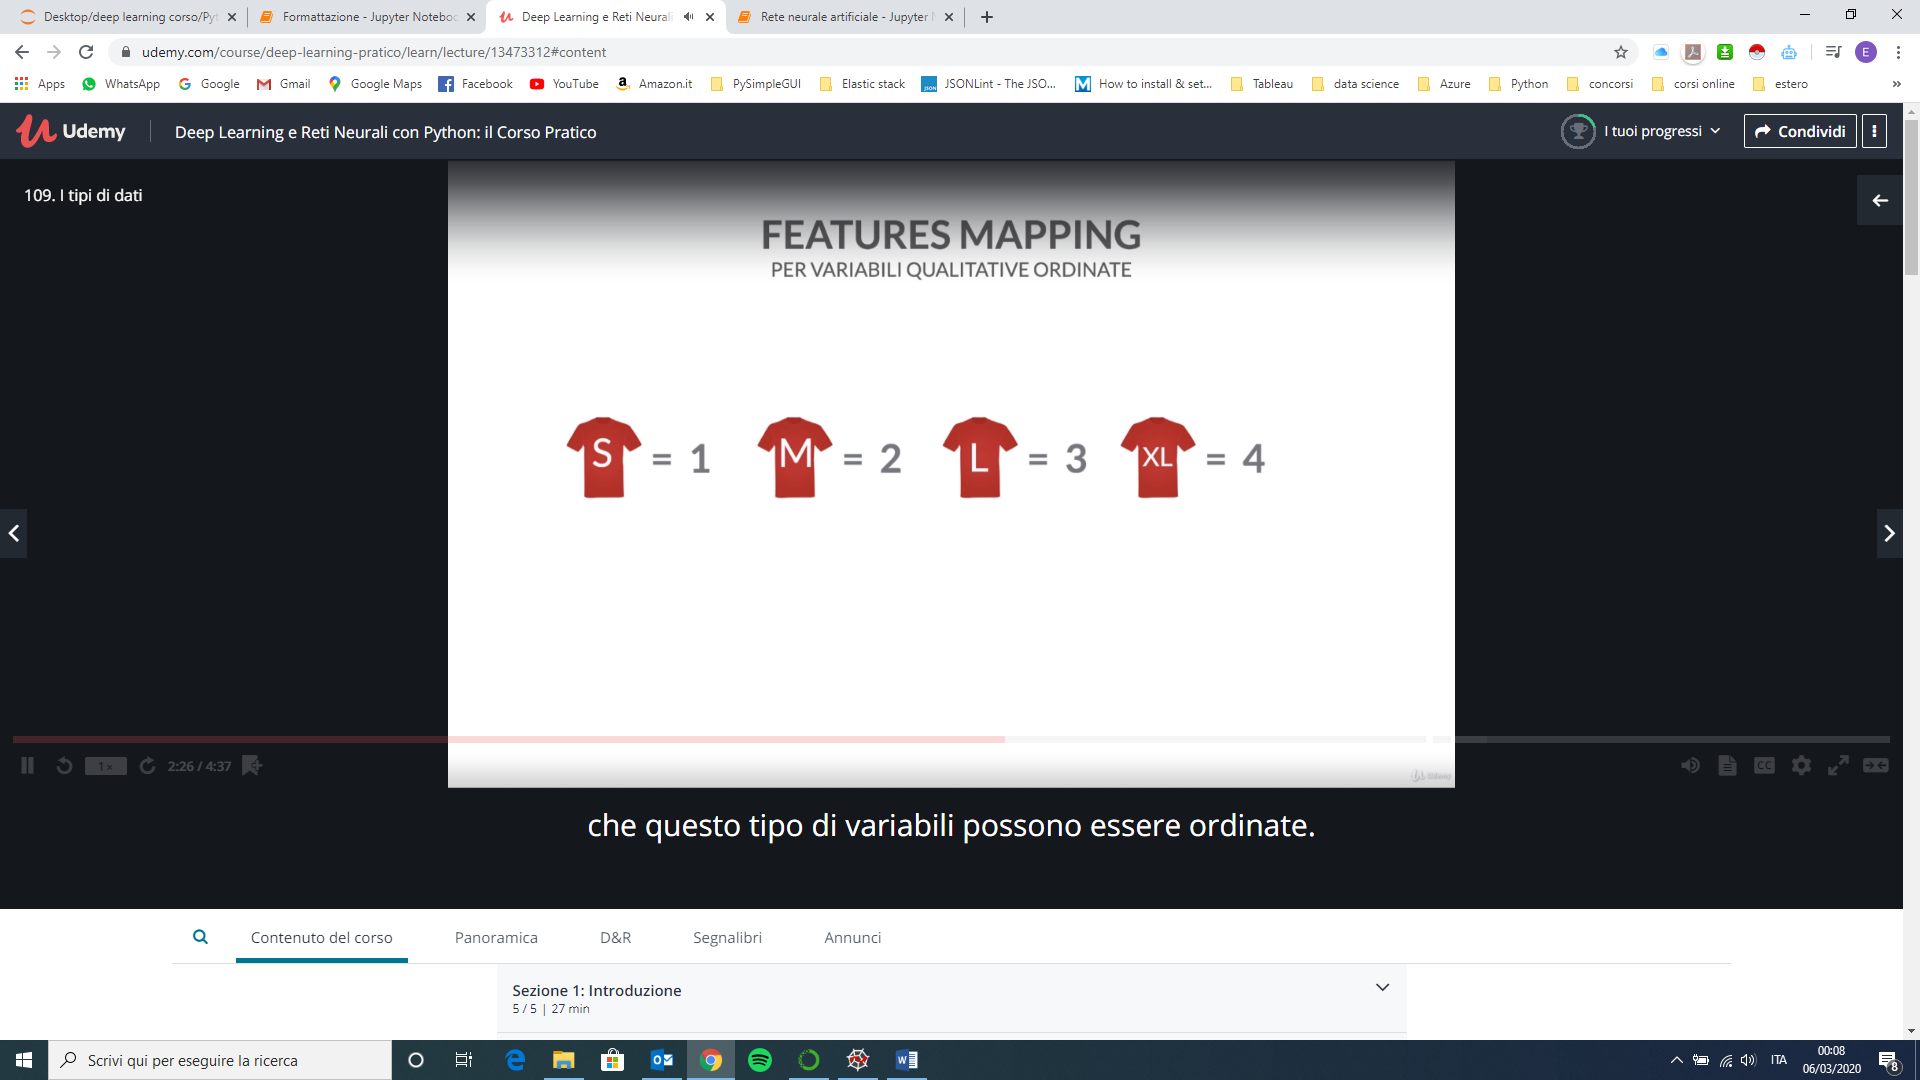 Desktop/deep learning corso/Pyt
Formattazione - Jupyter Noteboo
Deep Learning e Reti Neurali
Rete neurale artificiale - Jupyter N
udemy.com/course/deep-learning-pratico/learn/lecture/13473312#content
E
Apps
WhatsApp
Google
Gmail
Google Maps
Facebook
YouTube
Amazon.it
PySimpleGUI
Elastic stack
JSONLint - The JSO...
How to install & set...
Tableau
data science
Azure
Python
concorsi
corsi online
estero
»
Udemy
Deep Learning e Reti Neurali con Python: il Corso Pratico
I tuoi progressi
Condividi
109. I tipi di dati
FEATURES MAPPING
PER VARIABILI QUALITATIVE ORDINATE
S = 1 M = 2 L = 3 XL = 4
1x
2:26 / 4:37
CC
Udemy
che questo tipo di variabili possono essere ordinate.
Contenuto del corso
Panoramica
D&R
Segnalibri
Annunci
Sezione 1: Introduzione
5 / 5 | 27 min
Scrivi qui per eseguire la ricerca
ITA
00:08
06/03/2020
8